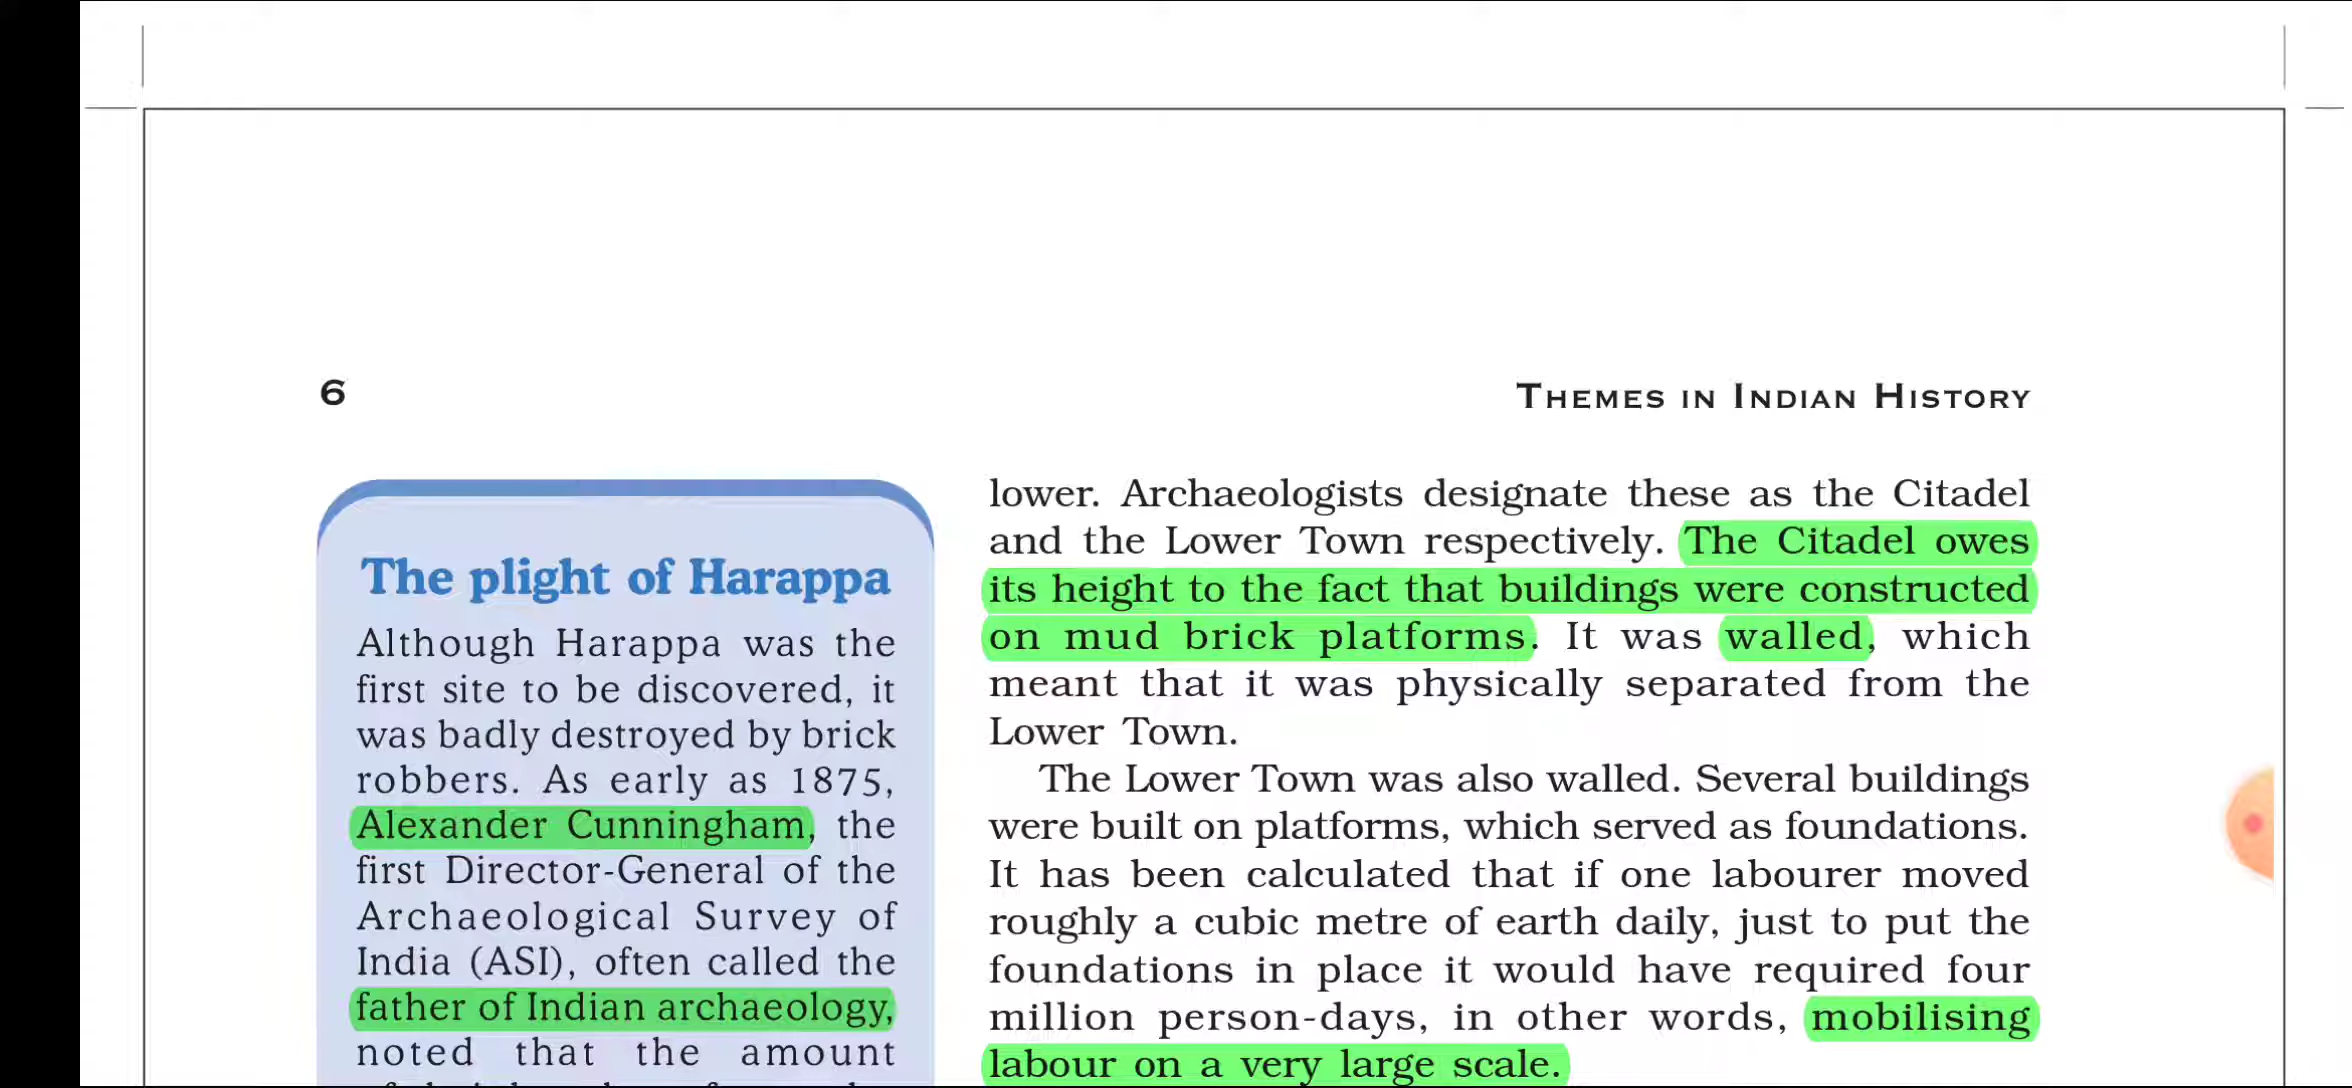 6
THEMES IN INDIAN HISTORY
The plight of Harappa
Although Harappa was the
first site to be discovered, it
was badly destroyed by brick
robbers. As early as 1875,
Alexander Cunningham, the
first Director-General of the
Archaeological Survey of
India (ASI), often called the
father of Indian archaeology,
noted that the amount
lower. Archaeologists designate these as the Citadel
and the Lower Town respectively. The Citadel owes
its height to the fact that buildings were constructed
on mud brick platforms. It was walled, which
meant that it was physically separated from the
Lower Town.
The Lower Town was also walled. Several buildings
were built on platforms, which served as foundations.
It has been calculated that if one labourer moved
roughly a cubic metre of earth daily, just to put the
foundations in place it would have required four
million person-days, in other words, mobilising
labour on a very large scale.